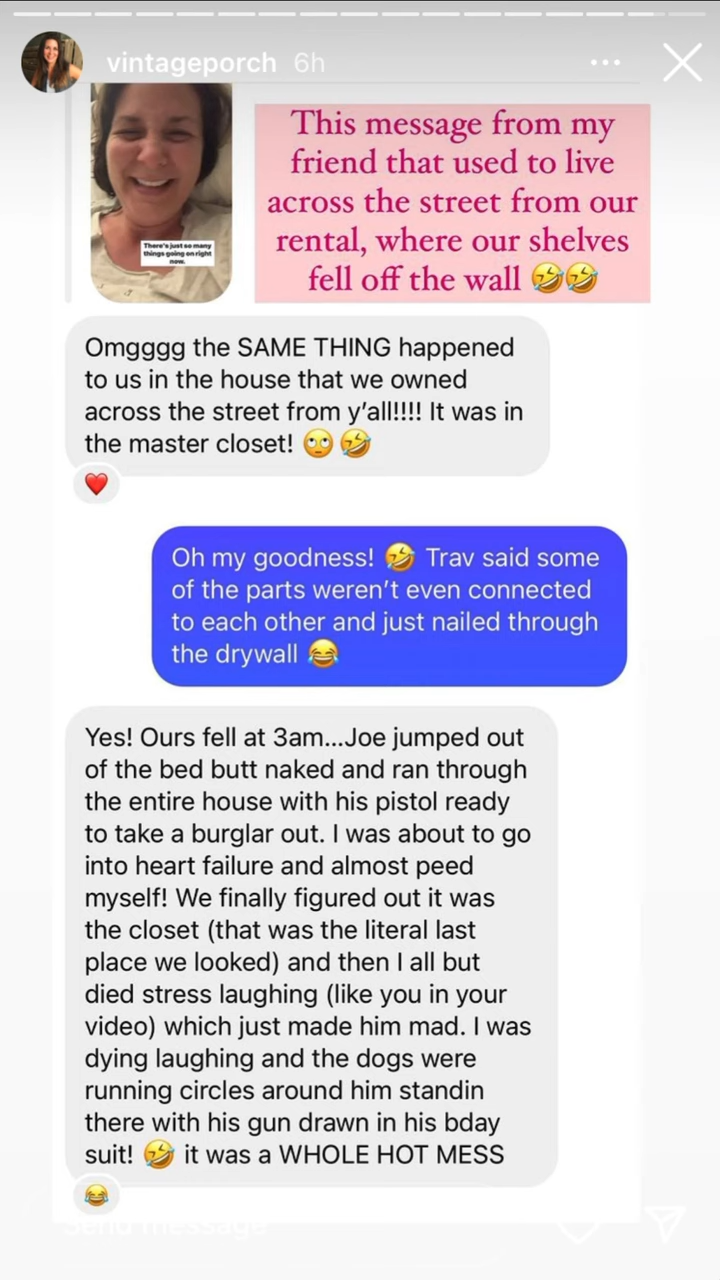 vintageporch 6h
This message from my
friend that used to live
across the street from our
rental, where our shelves
fell off the wall 🤣🤣
There's just so many
things going on right
now.
Omgggg the SAME THING happened
to us in the house that we owned
across the street from y'all!!!! It was in
the master closet! 🙄 🤣
❤️
Oh my goodness! 🤣 Trav said some
of the parts weren't even connected
to each other and just nailed through
the drywall 😂
Yes! Ours fell at 3am...Joe jumped out
of the bed butt naked and ran through
the entire house with his pistol ready
to take a burglar out. I was about to go
into heart failure and almost peed
myself! We finally figured out it was
the closet (that was the literal last
place we looked) and then I all but
died stress laughing (like you in your
video) which just made him mad. I was
dying laughing and the dogs were
running circles around him standin
there with his gun drawn in his bday
suit! 🤣 it was a WHOLE HOT MESS
😂
Send message